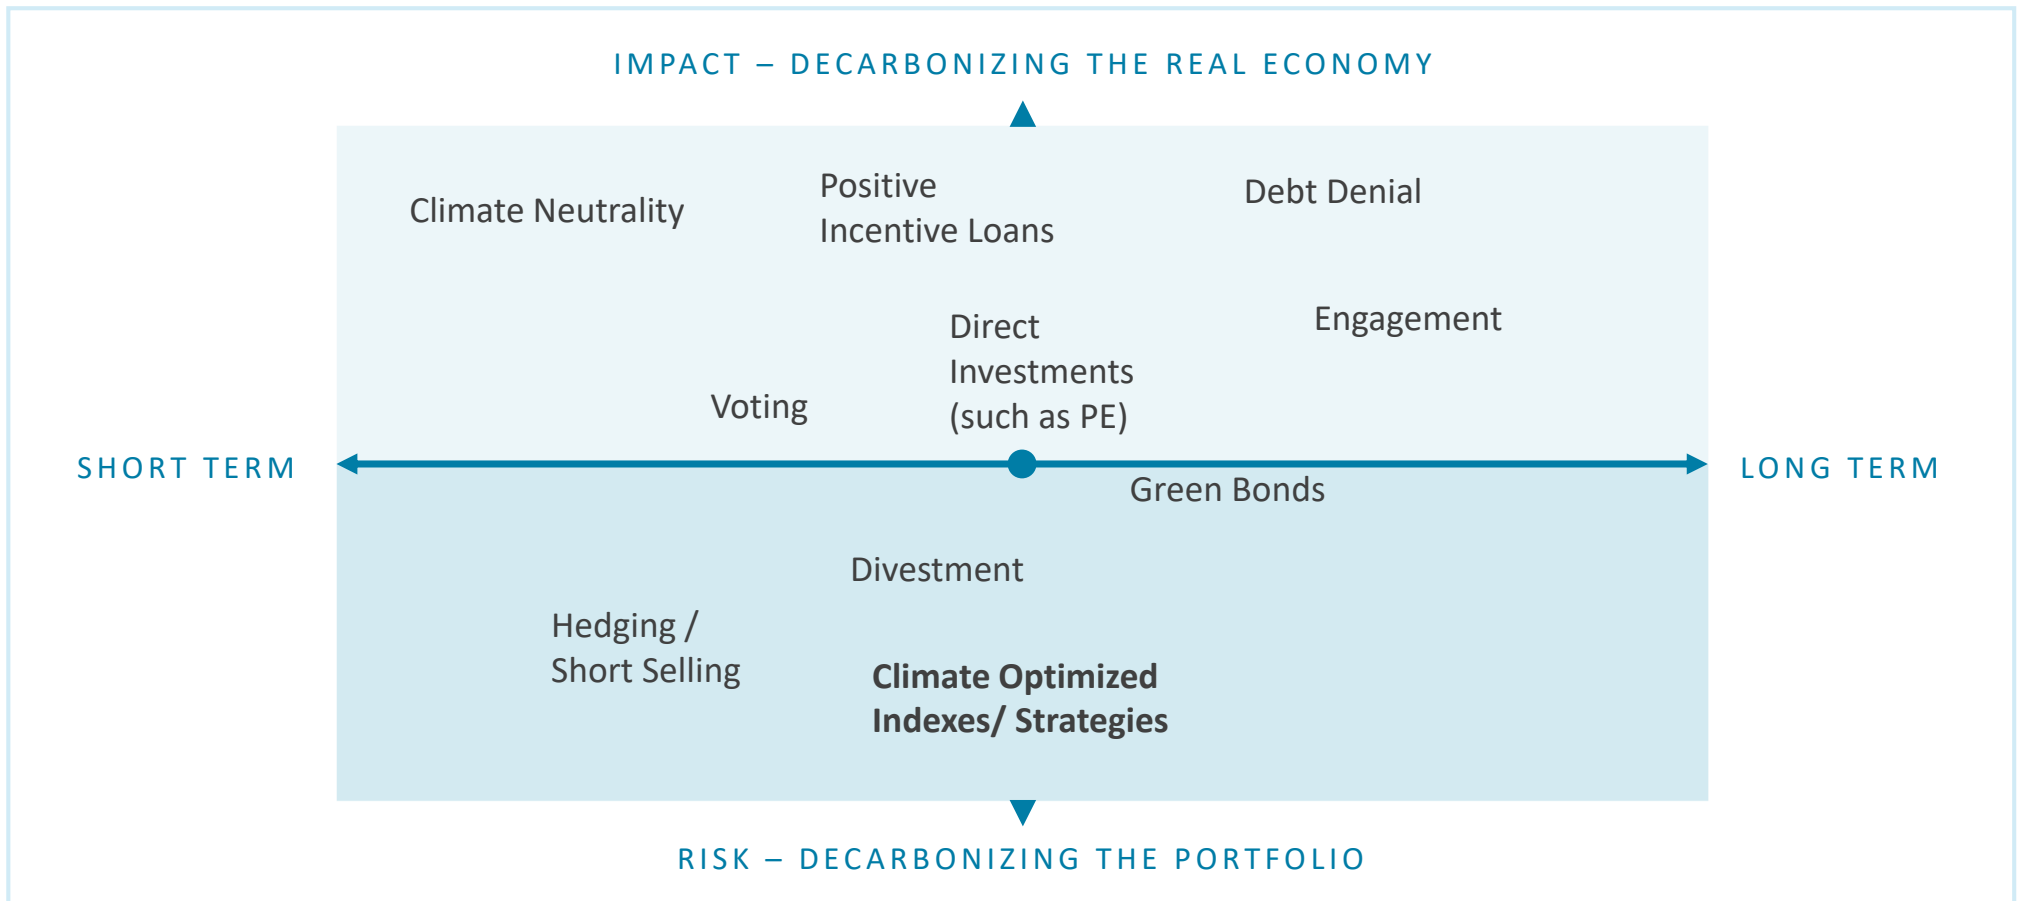 IMPACT – DECARBONIZING THE REAL ECONOMY
Climate Neutrality
Positive
Incentive Loans
Debt Denial
Engagement
Direct
Investments
(such as PE)
Voting
SHORT TERM
LONG TERM
Green Bonds
Divestment
Hedging /
Short Selling
Climate Optimized
Indexes/ Strategies
RISK – DECARBONIZING THE PORTFOLIO